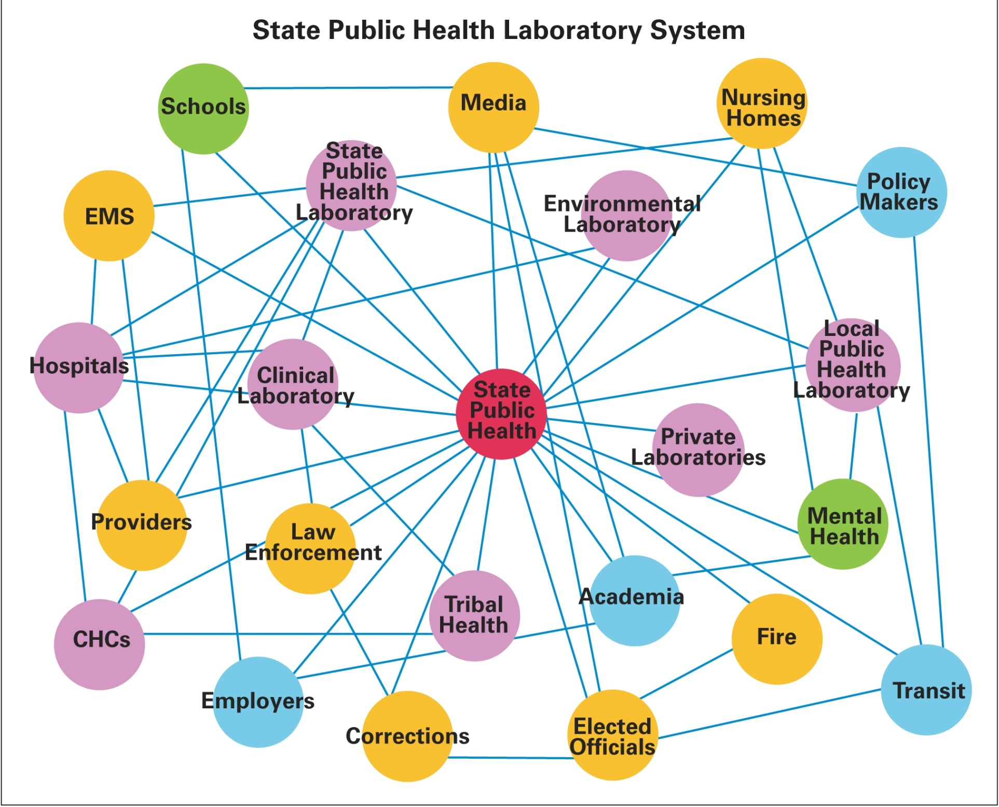 State Public Health Laboratory System
Schools
Media
Nursing
Homes
State
Public
Health
Laboratory
Policy
Makers
EMS
Environmental
Laboratory
Hospitals
Clinical
Laboratory
State
Public
Health
Local
Public
Health
Laboratory
Private
Laboratories
Providers
Law
Enforcement
Mental
Health
Tribal
Health
Academia
CHCs
Fire
Employers
Transit
Corrections
Elected
Officials